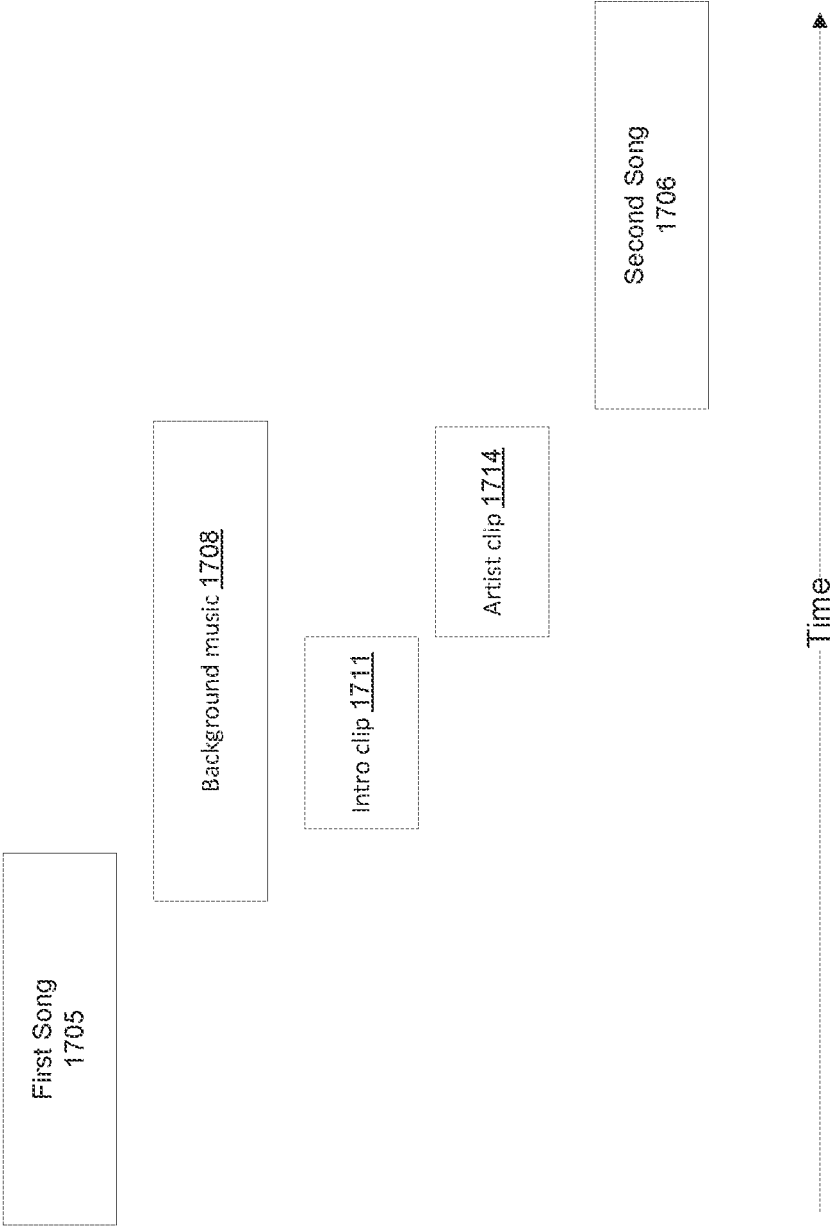 First Song
1705
Background music 1708
Intro clip 1711
Artist clip 1714
Second Song
1706
Time